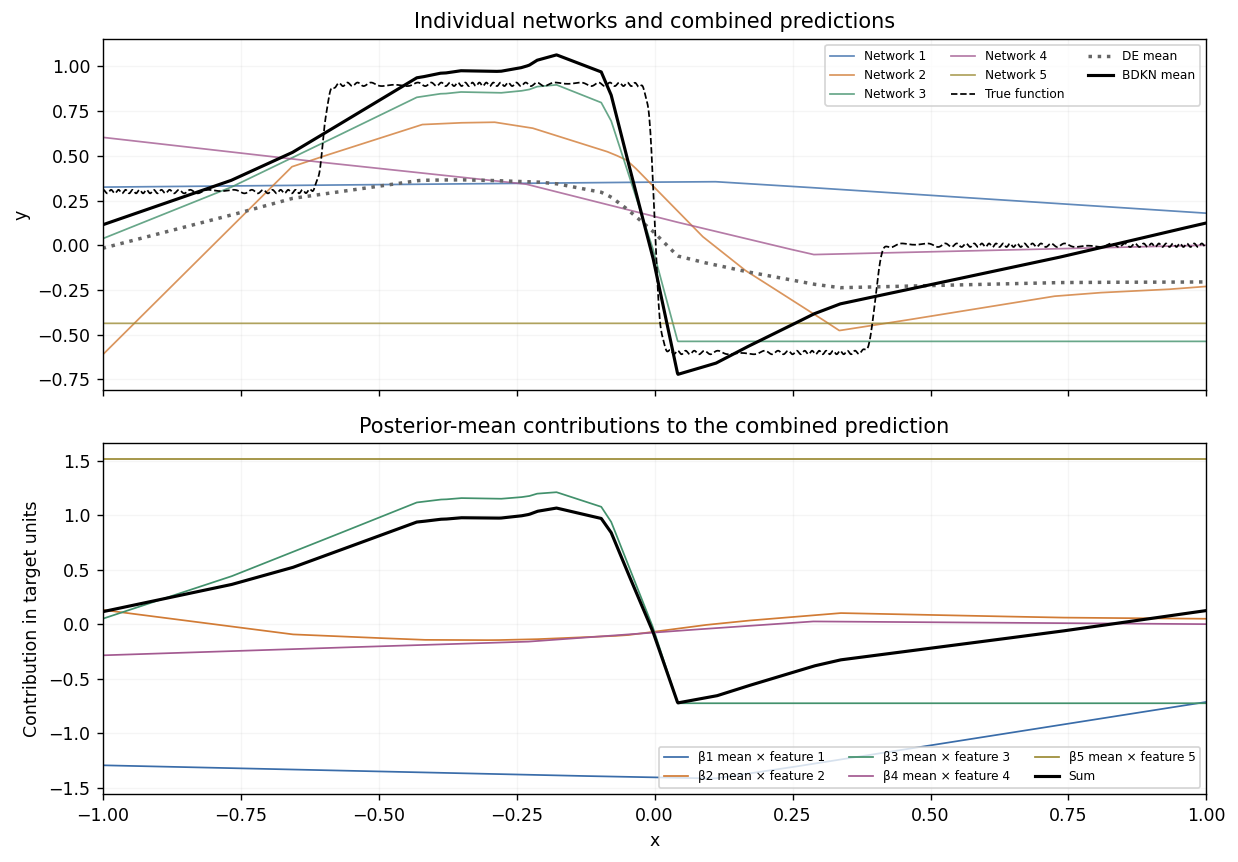 Individual networks and combined predictions
y
1.00
0.75
0.50
0.25
0.00
−0.25
−0.50
−0.75
Network 1
Network 2
Network 3
Network 4
Network 5
True function
DE mean
BDKN mean
Posterior-mean contributions to the combined prediction
Contribution in target units
1.5
1.0
0.5
0.0
−0.5
−1.0
−1.5
β1 mean × feature 1
β2 mean × feature 2
β3 mean × feature 3
β4 mean × feature 4
β5 mean × feature 5
Sum
−1.00 −0.75 −0.50 −0.25 0.00 0.25 0.50 0.75 1.00
x